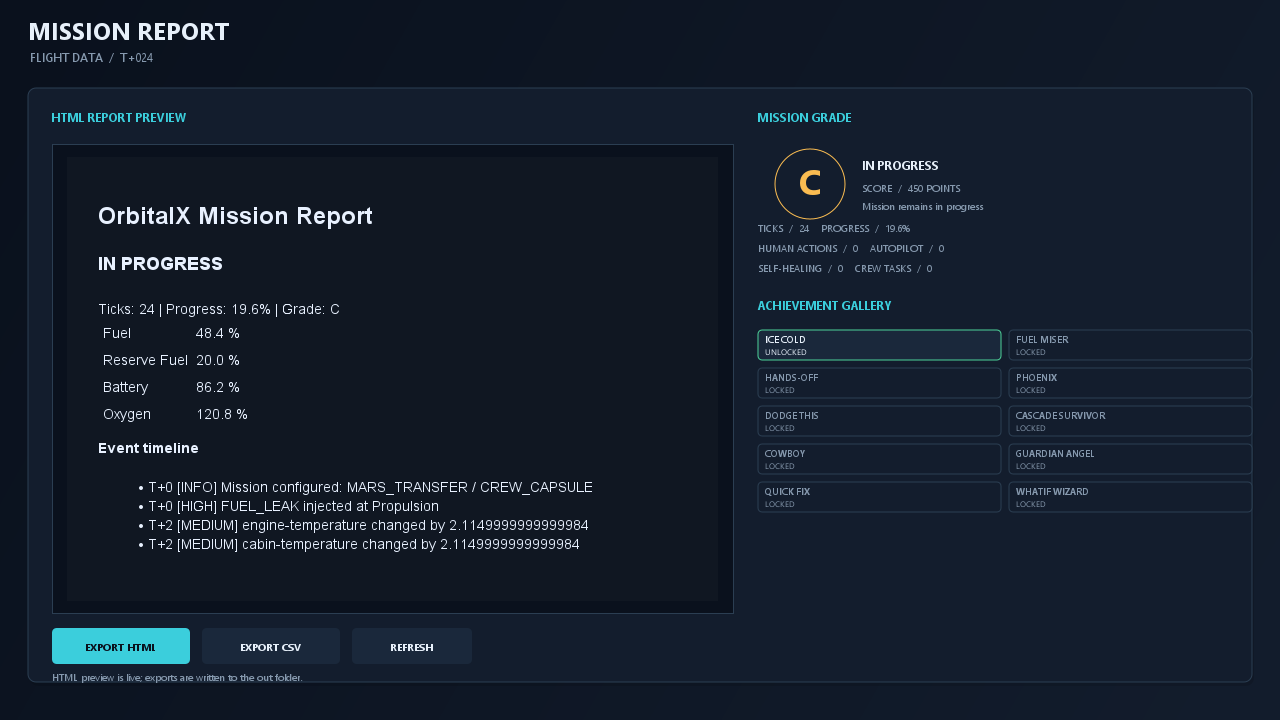 MISSION REPORT
FLIGHT DATA / T+024
HTML REPORT PREVIEW
OrbitalX Mission Report
IN PROGRESS
Ticks: 24 | Progress: 19.6% | Grade: C
Fuel 48.4 %
Reserve Fuel 20.0 %
Battery 86.2 %
Oxygen 120.8 %
Event timeline
• T+0 [INFO] Mission configured: MARS_TRANSFER / CREW_CAPSULE
• T+0 [HIGH] FUEL_LEAK injected at Propulsion
• T+2 [MEDIUM] engine-temperature changed by 2.1149999999999984
• T+2 [MEDIUM] cabin-temperature changed by 2.1149999999999984
EXPORT HTML
EXPORT CSV
REFRESH
HTML preview is live; exports are written to the out folder.
MISSION GRADE
C
IN PROGRESS
SCORE / 450 POINTS
Mission remains in progress
TICKS / 24 PROGRESS / 19.6%
HUMAN ACTIONS / 0 AUTOPILOT / 0
SELF-HEALING / 0 CREW TASKS / 0
ACHIEVEMENT GALLERY
ICE COLD
UNLOCKED
FUEL MISER
LOCKED
HANDS-OFF
LOCKED
PHOENIX
LOCKED
DODGE THIS
LOCKED
CASCADE SURVIVOR
LOCKED
COWBOY
LOCKED
GUARDIAN ANGEL
LOCKED
QUICK FIX
LOCKED
WHATIF WIZARD
LOCKED